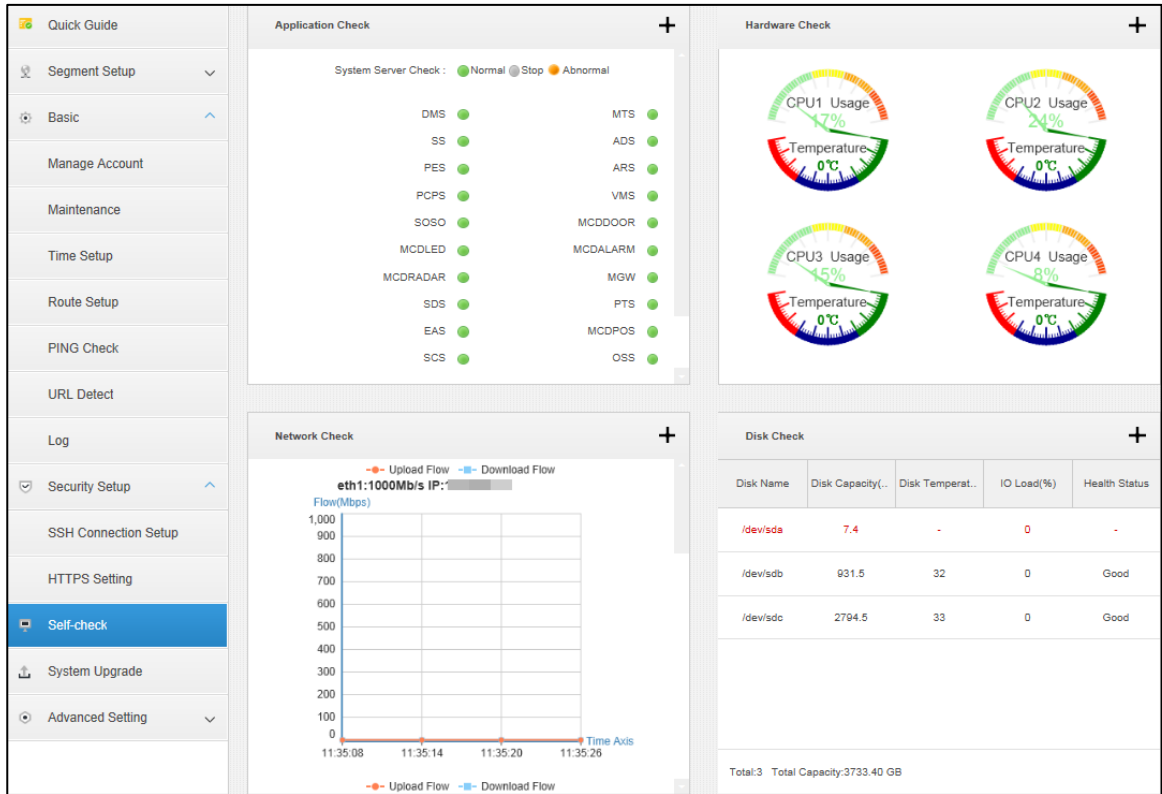 Quick Guide
Segment Setup
Basic
Manage Account
Maintenance
Time Setup
Route Setup
PING Check
URL Detect
Log
Security Setup
SSH Connection Setup
HTTPS Setting
Self-check
System Upgrade
Advanced Setting
Application Check
System Server Check : Normal Stop Abnormal
DMS MTS
SS ADS
PES ARS
PCPS VMS
SOSO MCDDOOR
MCDLED MCDALARM
MCDRADAR MGW
SDS PTS
EAS MCDPOS
SCS OSS
Hardware Check
CPU1 Usage CPU2 Usage
17% 24%
Temperature Temperature
0℃ 0℃
CPU3 Usage CPU4 Usage
15% 8%
Temperature Temperature
0℃ 0℃
Network Check
Upload Flow Download Flow
eth1:1000Mb/s IP:
Flow(Mbps)
1,000
900
800
700
600
500
400
300
200
100
0
Time Axis
11:35:08 11:35:14 11:35:20 11:35:26
Upload Flow Download Flow
Disk Check
Disk Name Disk Capacity(.. Disk Temperat.. IO Load(%) Health Status
/dev/sda 7.4 - 0 -
/dev/sdb 931.5 32 0 Good
/dev/sdc 2794.5 33 0 Good
Total:3 Total Capacity:3733.40 GB